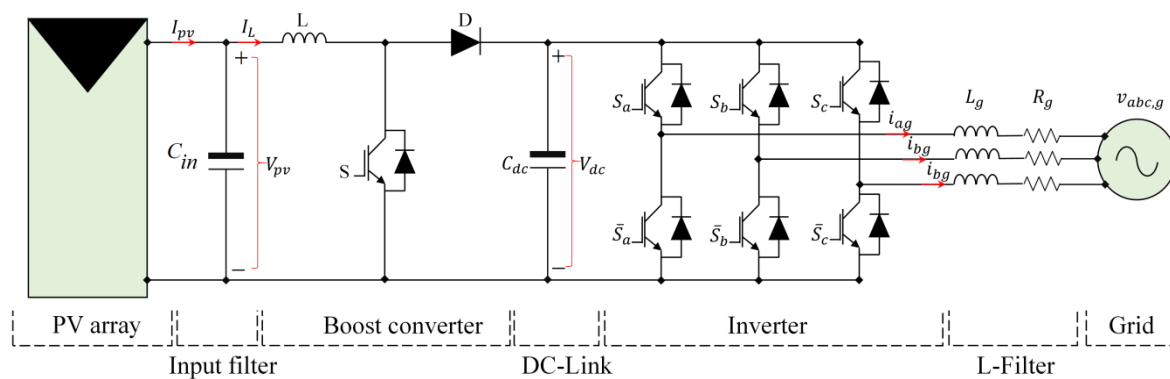 I_pv
I_L
L
D
+
+
C_in
V_pv
S
C_dc
V_dc
−
−
S_a
S_b
S_c
S̄_a
S̄_b
S̄_c
i_ag
i_bg
i_bg
L_g
R_g
v_abc,g
PV array
Input filter
Boost converter
DC-Link
Inverter
L-Filter
Grid